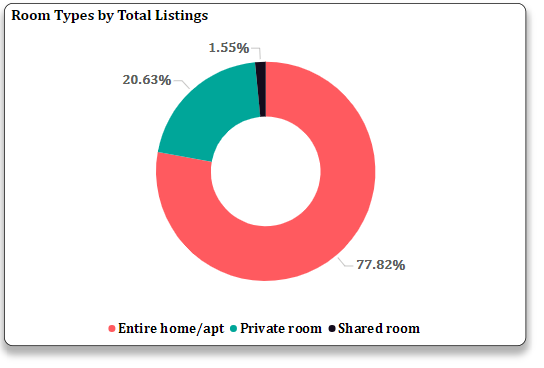 Room Types by Total Listings
1.55%
20.63%
77.82%
Entire home/apt Private room Shared room